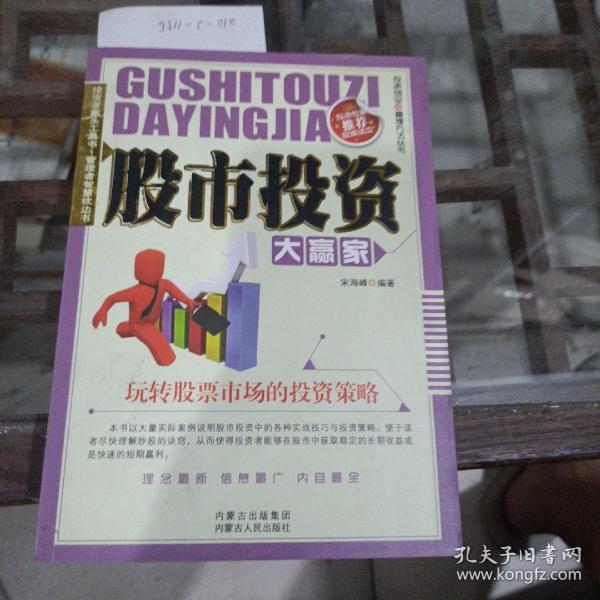 GUSHITOUZI
DAYINGJIA
推荐
股市投资
大赢家
宋海峰 编著
玩转股票市场的投资策略
本书以大量实际案例说明股市投资中的各种实战技巧与投资策略。便于读
者尽快理解炒股的诀窍，从而使得投资者能够在股市中获取稳定的长期收益或
是快速的短期赢利。
理念最新 信息最广 内容最全
内蒙古出版集团
内蒙古人民出版社
孔夫子旧书网
www.kongfz.com